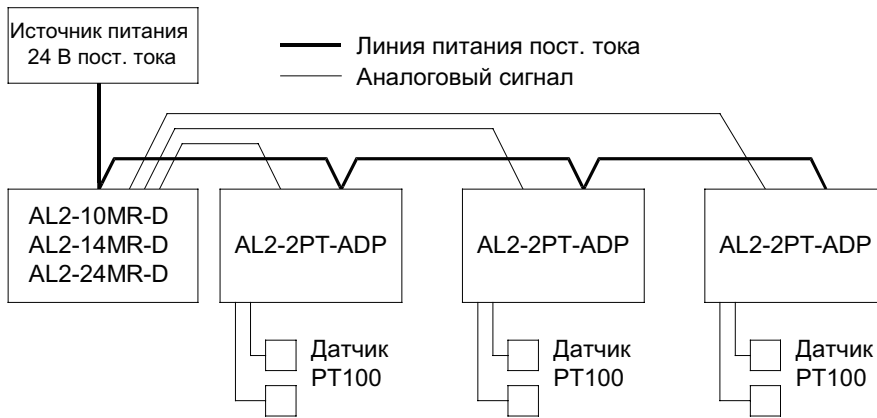 Источник питания
24 В пост. тока
Линия питания пост. тока
Аналоговый сигнал
AL2-10MR-D
AL2-14MR-D
AL2-24MR-D
AL2-2PT-ADP
AL2-2PT-ADP
AL2-2PT-ADP
Датчик
PT100
Датчик
PT100
Датчик
PT100